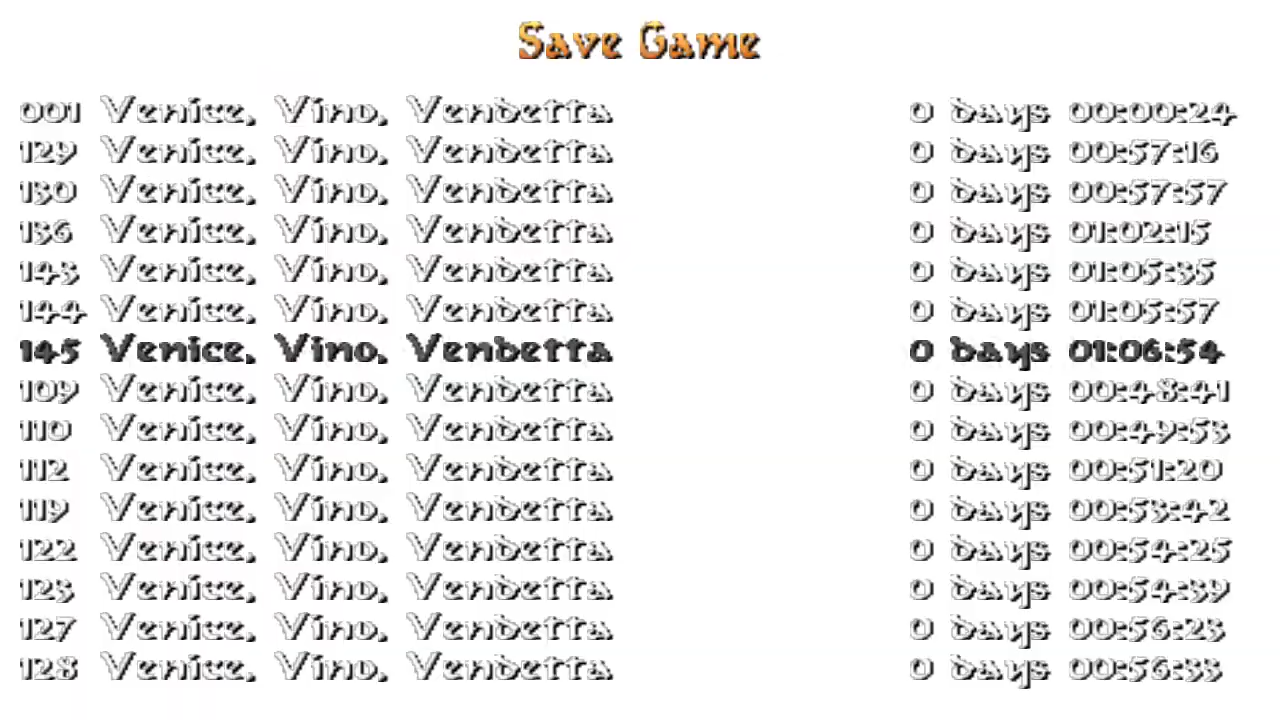 Save Game
001 Venice, Vino, Vendetta 0 days 00:00:24
129 Venice, Vino, Vendetta 0 days 00:57:16
130 Venice, Vino, Vendetta 0 days 00:57:57
136 Venice, Vino, Vendetta 0 days 01:02:15
143 Venice, Vino, Vendetta 0 days 01:05:35
144 Venice, Vino, Vendetta 0 days 01:05:57
145 Venice, Vino, Vendetta 0 days 01:06:54
109 Venice, Vino, Vendetta 0 days 00:48:41
110 Venice, Vino, Vendetta 0 days 00:49:53
112 Venice, Vino, Vendetta 0 days 00:51:20
119 Venice, Vino, Vendetta 0 days 00:53:42
122 Venice, Vino, Vendetta 0 days 00:54:25
123 Venice, Vino, Vendetta 0 days 00:54:39
127 Venice, Vino, Vendetta 0 days 00:56:23
128 Venice, Vino, Vendetta 0 days 00:56:33